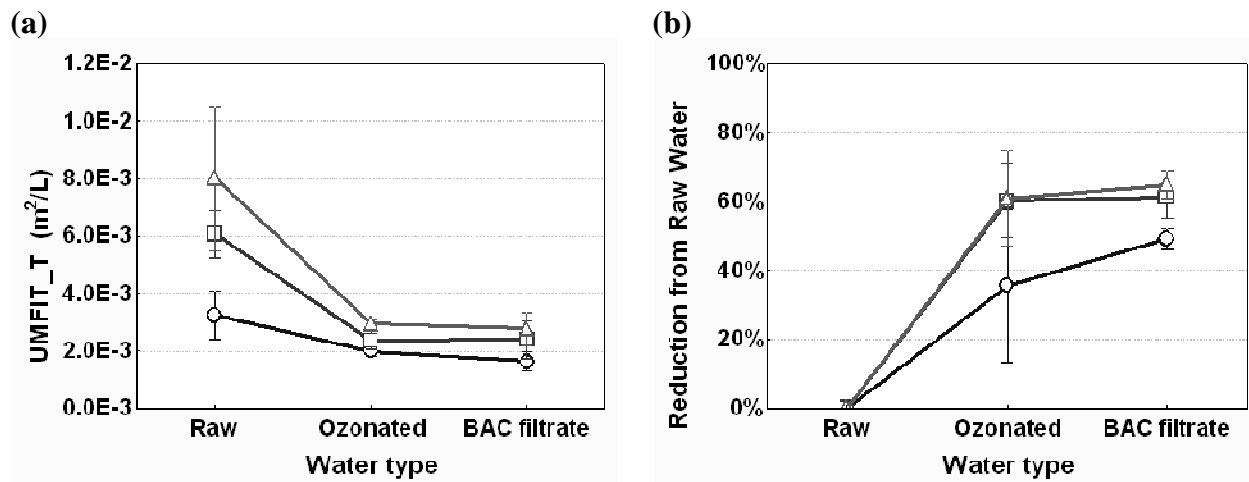 (a)
UMFIT_T (m²/L)
1.2E-2
1.0E-2
8.0E-3
6.0E-3
4.0E-3
2.0E-3
0.0E-3
Raw Ozonated BAC filtrate
Water type
(b)
Reduction from Raw Water
100%
80%
60%
40%
20%
0%
Raw Ozonated BAC filtrate
Water type